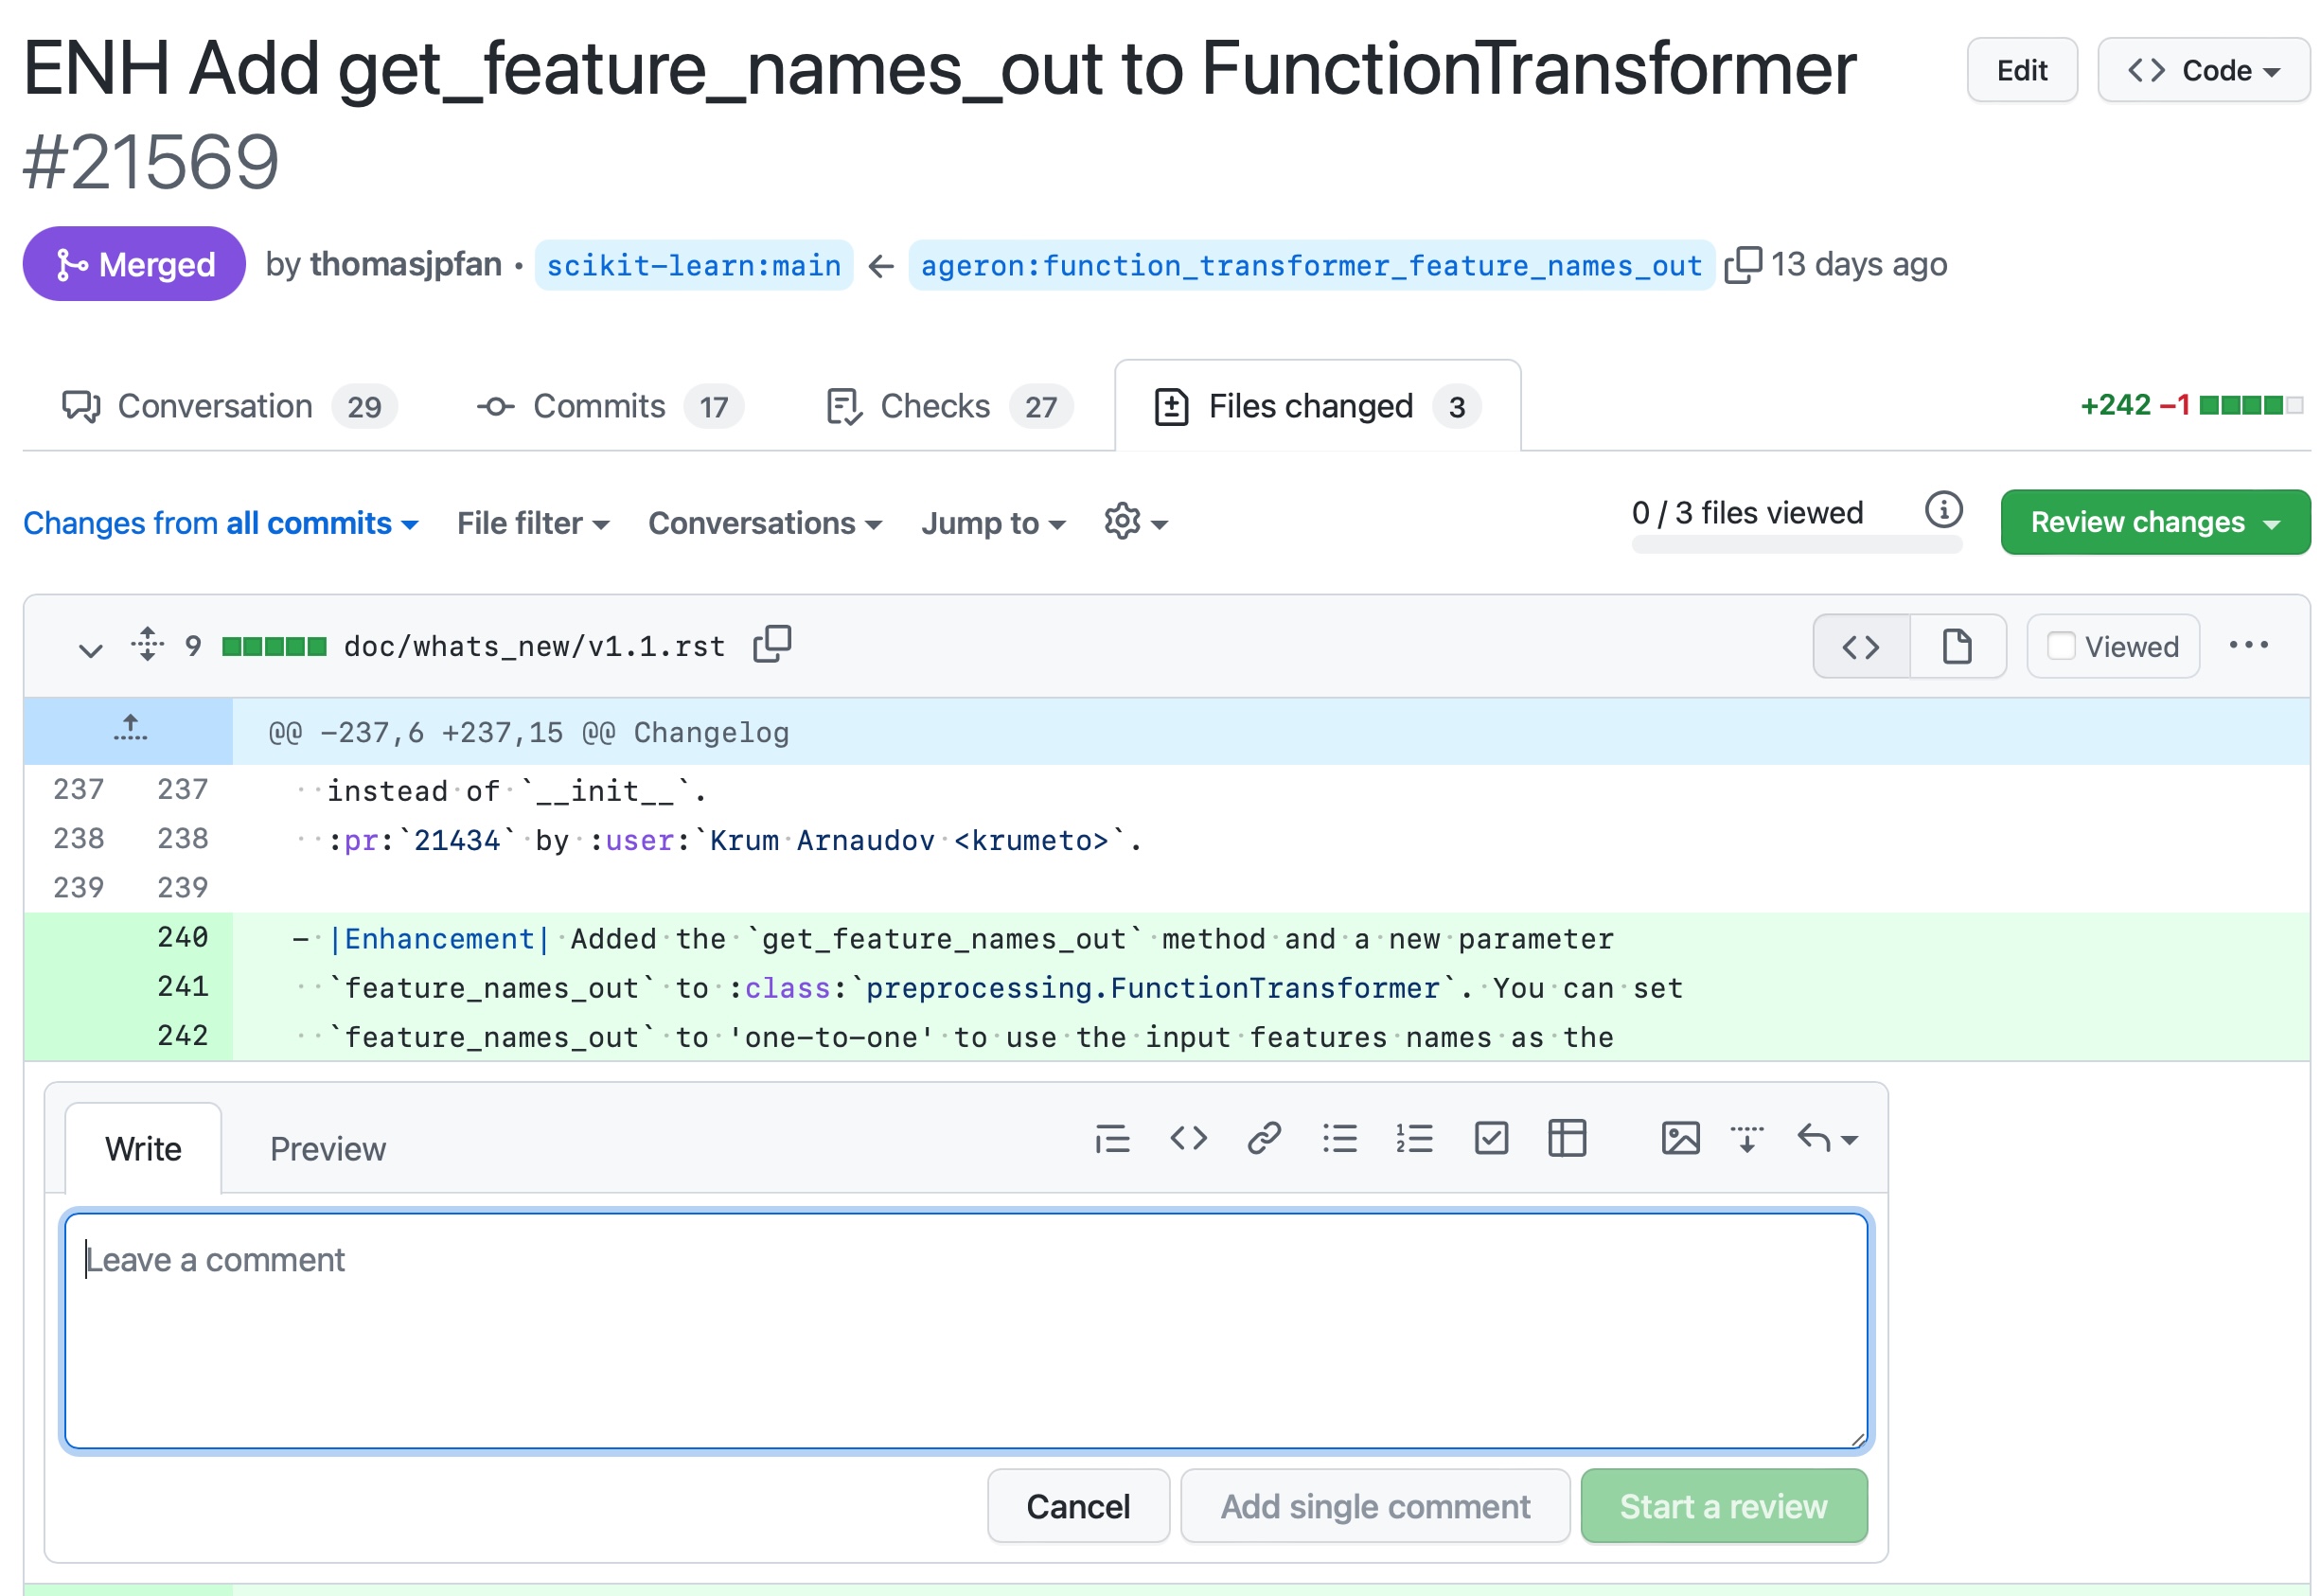 ENH Add get_feature_names_out to FunctionTransformer
#21569
Edit
Code
Merged
by thomasjpfan · scikit-learn:main ← ageron:function_transformer_feature_names_out 13 days ago
Conversation 29
Commits 17
Checks 27
Files changed 3
+242 −1
Changes from all commits
File filter
Conversations
Jump to
0 / 3 files viewed
Review changes
9 doc/whats_new/v1.1.rst
Viewed
@@ -237,6 +237,15 @@ Changelog
237 237 instead of `__init__`.
238 238 :pr:`21434` by :user:`Krum Arnaudov <krumeto>`.
239 239
240 - |Enhancement| Added the `get_feature_names_out` method and a new parameter
241 `feature_names_out` to :class:`preprocessing.FunctionTransformer`. You can set
242 `feature_names_out` to 'one-to-one' to use the input features names as the
Write
Preview
Leave a comment
Cancel
Add single comment
Start a review